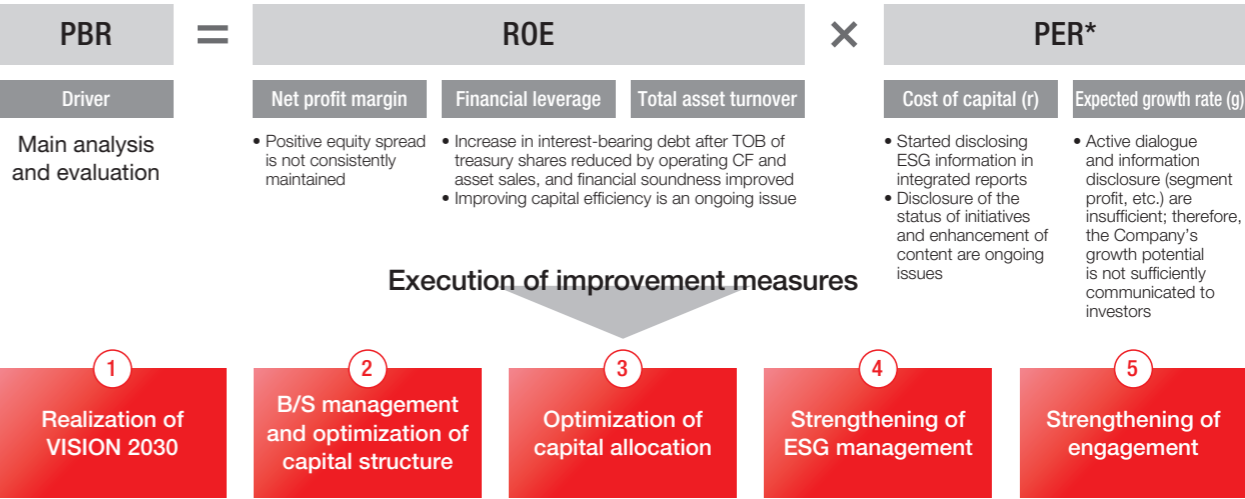 PBR = ROE × PER*
Driver
Net profit margin
Financial leverage
Total asset turnover
Cost of capital (r)
Expected growth rate (g)
Main analysis
and evaluation
• Positive equity spread
is not consistently
maintained
• Increase in interest-bearing debt after TOB of
treasury shares reduced by operating CF and
asset sales, and financial soundness improved
• Improving capital efficiency is an ongoing issue
• Started disclosing
ESG information in
integrated reports
• Disclosure of the
status of initiatives
and enhancement of
content are ongoing
issues
• Active dialogue
and information
disclosure (segment
profit, etc.) are
insufficient; therefore,
the Company’s
growth potential
is not sufficiently
communicated to
investors
Execution of improvement measures
1
Realization of
VISION 2030
2
B/S management
and optimization of
capital structure
3
Optimization of
capital allocation
4
Strengthening of
ESG management
5
Strengthening of
engagement